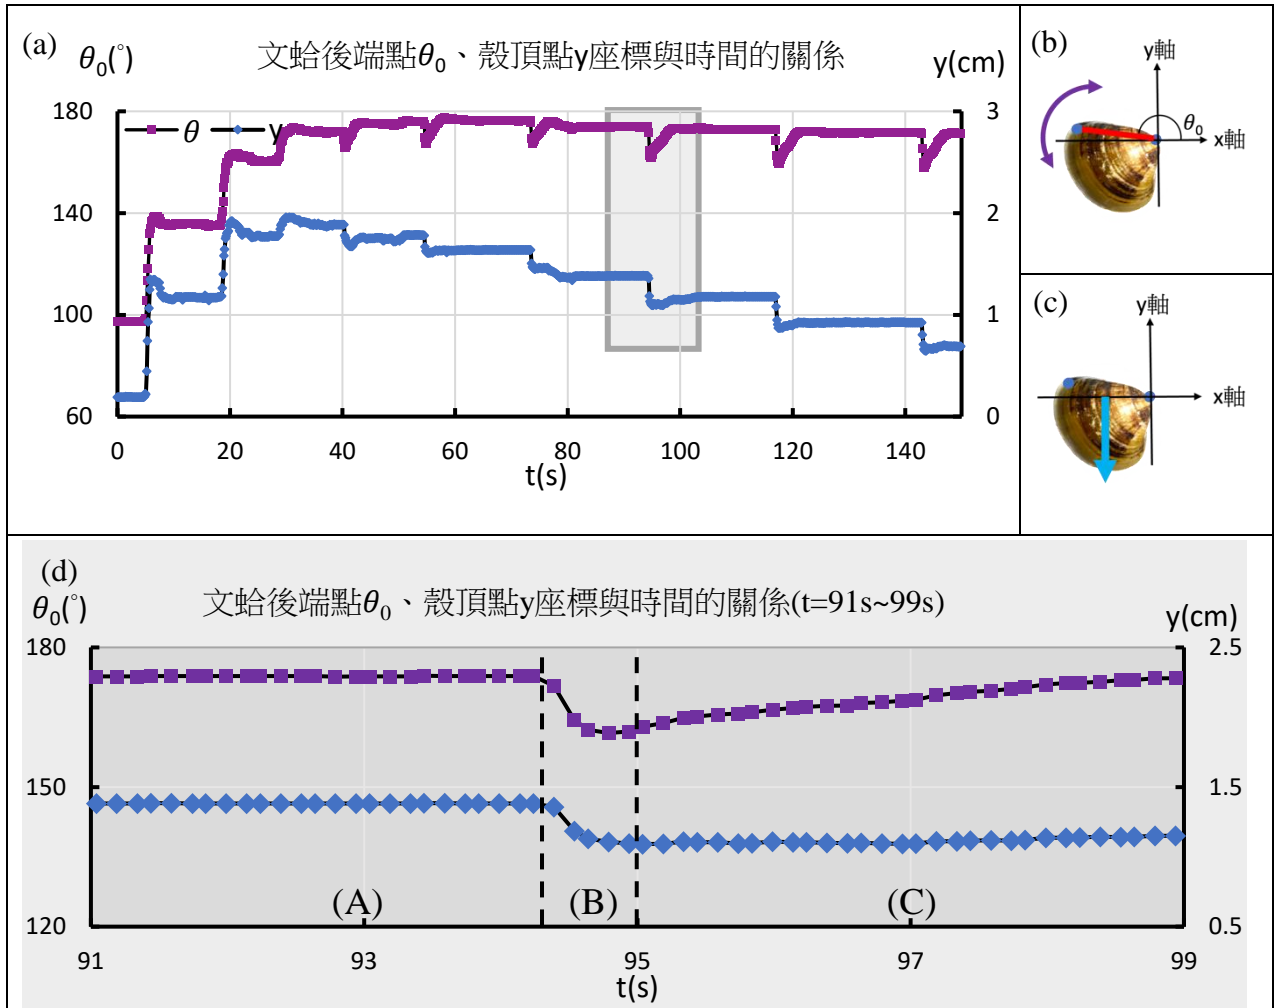 (a)
θ₀(°)
文蛤後端點θ₀、殼頂點y座標與時間的關係
y(cm)
180
140
100
60
θ
y
3
2
1
0
0 20 40 60 80 100 120 140
t(s)
(b)
y軸
θ₀
x軸
(c)
y軸
x軸
(d)
θ₀(°)
文蛤後端點θ₀、殼頂點y座標與時間的關係(t=91s~99s)
y(cm)
180
150
120
2.5
1.5
0.5
(A) (B) (C)
91 93 95 97 99
t(s)